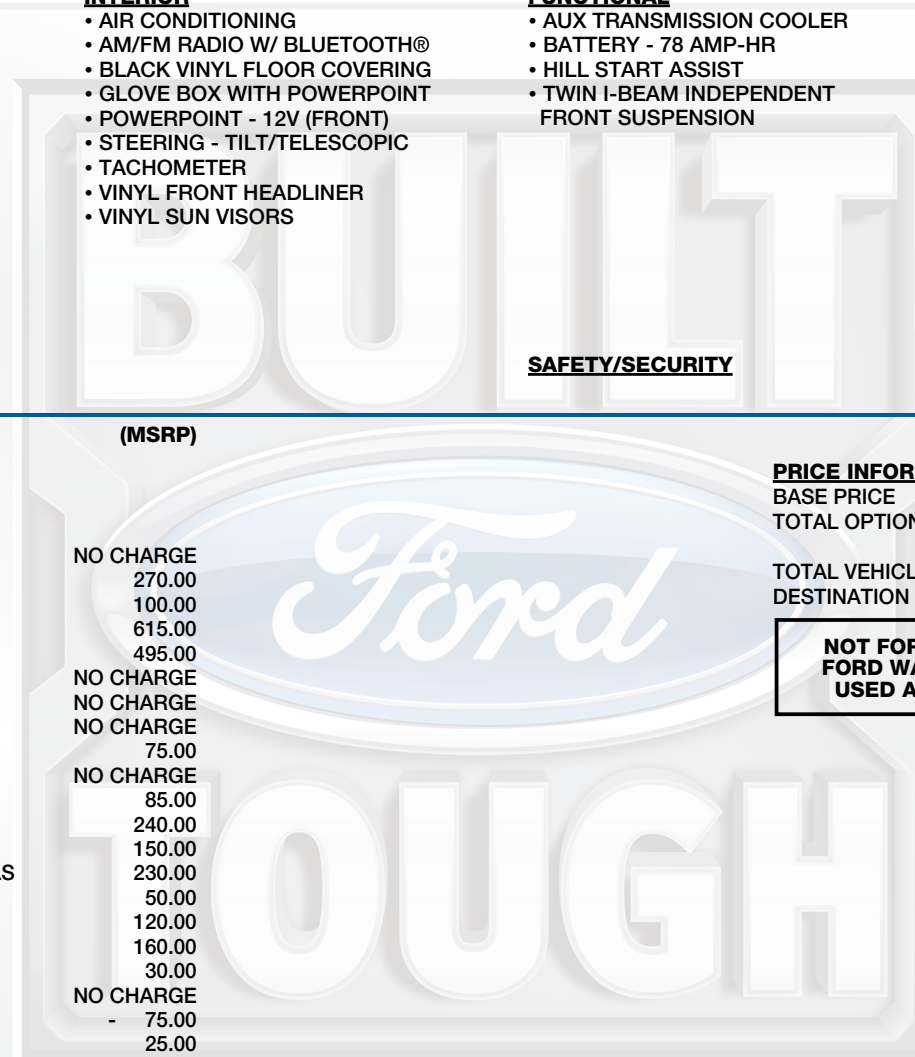 INTERIOR
• AIR CONDITIONING
• AM/FM RADIO W/ BLUETOOTH®
• BLACK VINYL FLOOR COVERING
• GLOVE BOX WITH POWERPOINT
• POWERPOINT - 12V (FRONT)
• STEERING - TILT/TELESCOPIC
• TACHOMETER
• VINYL FRONT HEADLINER
• VINYL SUN VISORS
FUNCTIONAL
• AUX TRANSMISSION COOLER
• BATTERY - 78 AMP-HR
• HILL START ASSIST
• TWIN I-BEAM INDEPENDENT
FRONT SUSPENSION
SAFETY/SECURITY
BUILT
Ford
TOUGH
(MSRP)
NO CHARGE
270.00
100.00
615.00
495.00
NO CHARGE
NO CHARGE
NO CHARGE
75.00
NO CHARGE
85.00
240.00
150.00
LS 230.00
50.00
120.00
160.00
30.00
NO CHARGE
- 75.00
25.00
PRICE INFOR
BASE PRICE
TOTAL OPTION
TOTAL VEHICL
DESTINATION
NOT FOR
FORD WA
USED A